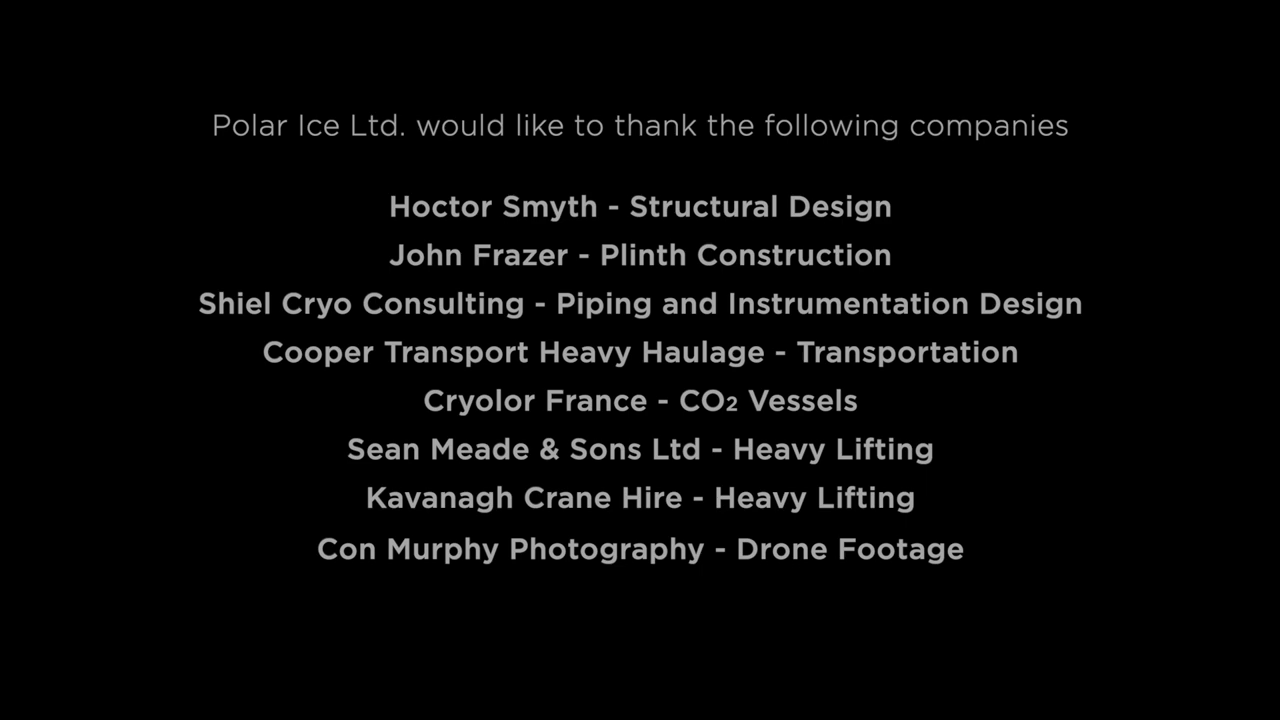 Polar Ice Ltd. would like to thank the following companies
Hoctor Smyth - Structural Design
John Frazer - Plinth Construction
Shiel Cryo Consulting - Piping and Instrumentation Design
Cooper Transport Heavy Haulage - Transportation
Cryolor France - CO₂ Vessels
Sean Meade & Sons Ltd - Heavy Lifting
Kavanagh Crane Hire - Heavy Lifting
Con Murphy Photography - Drone Footage